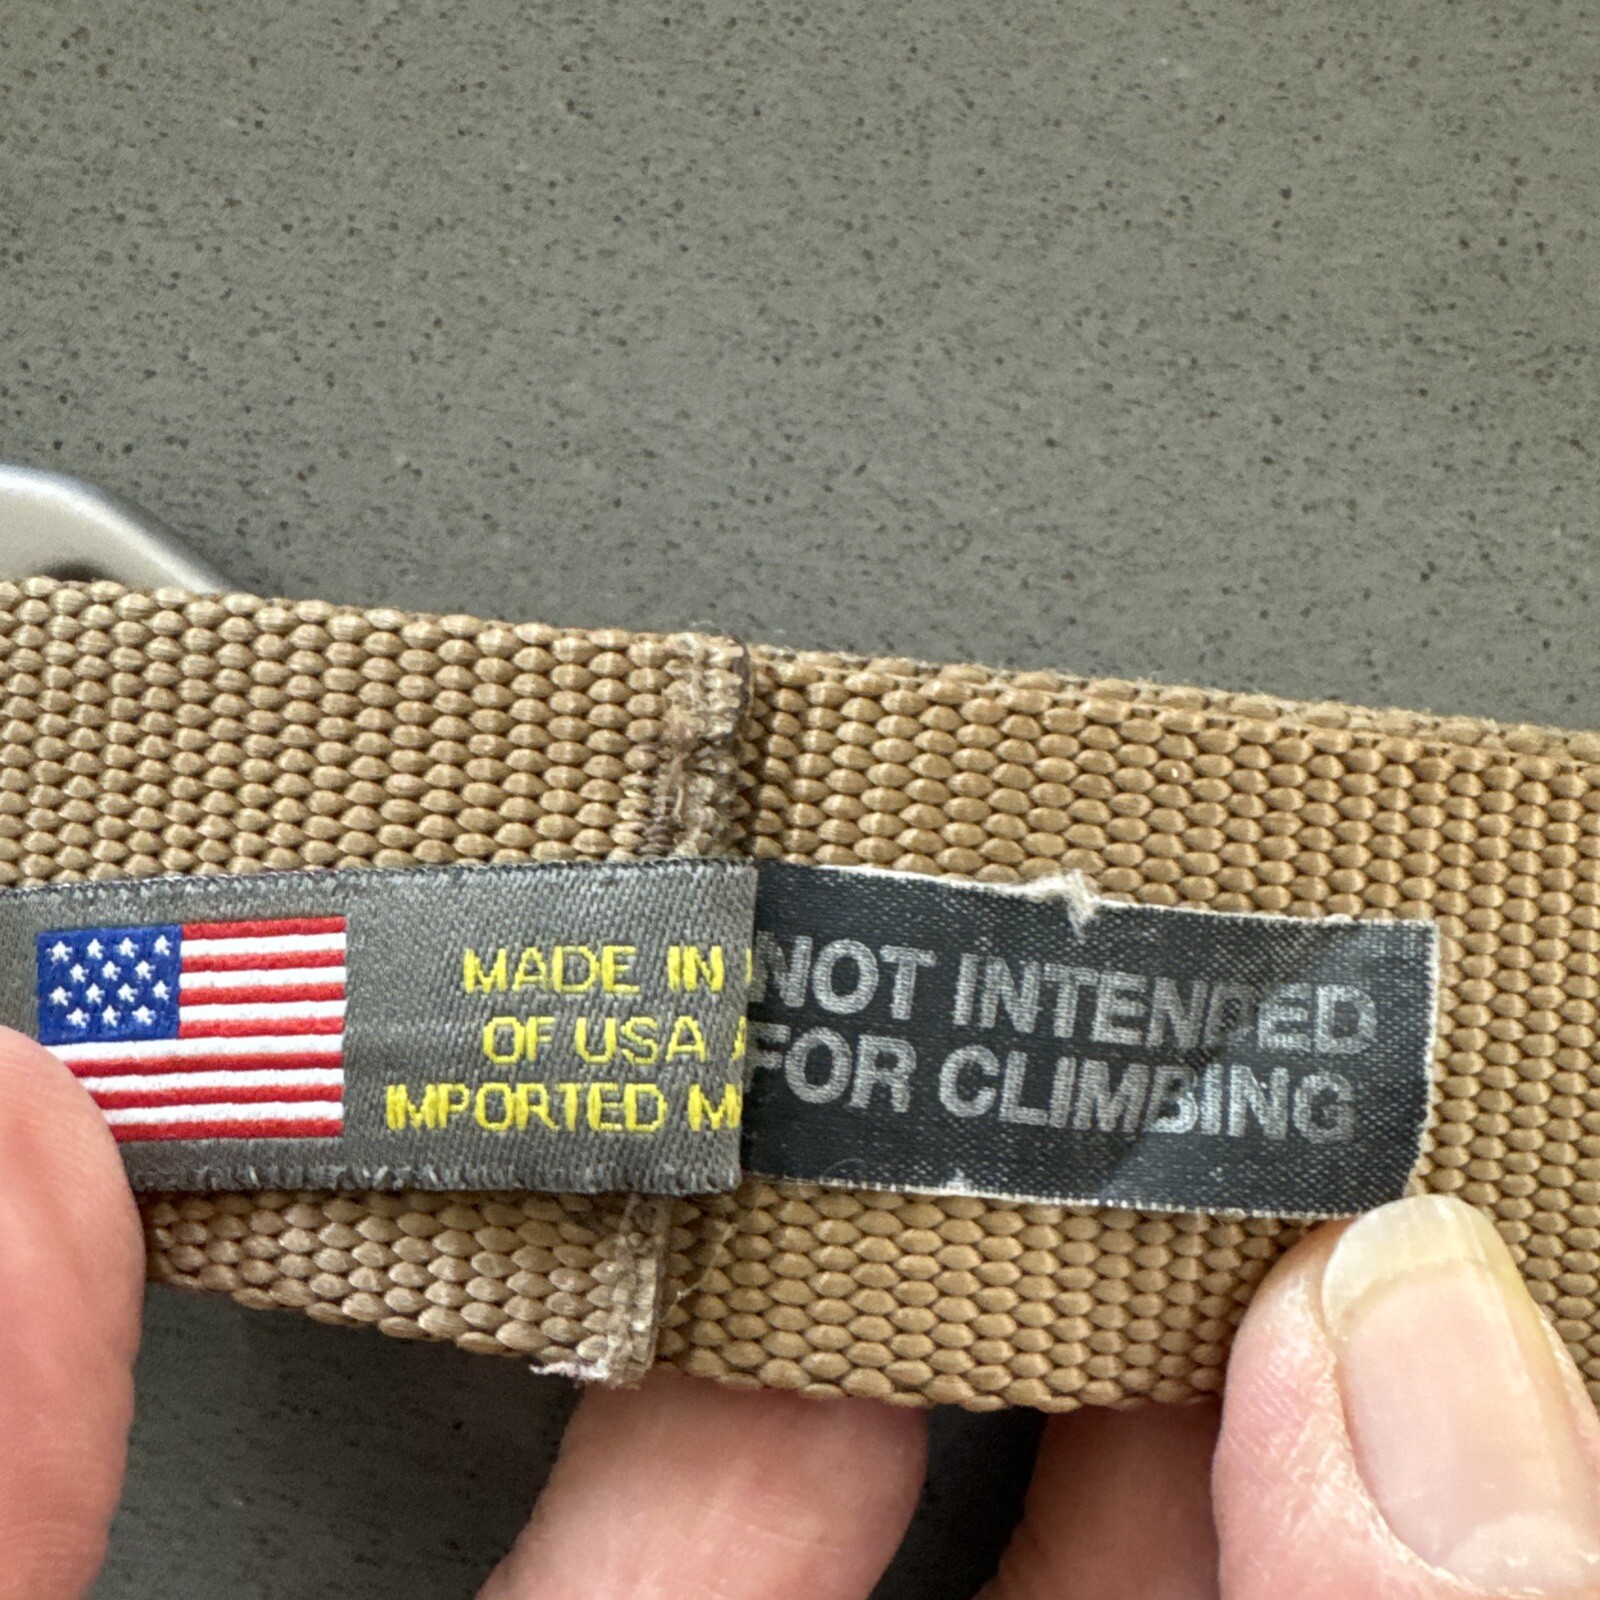 MADE IN
OF USA
IMPORTED
NOT INTENDED
FOR CLIMBING